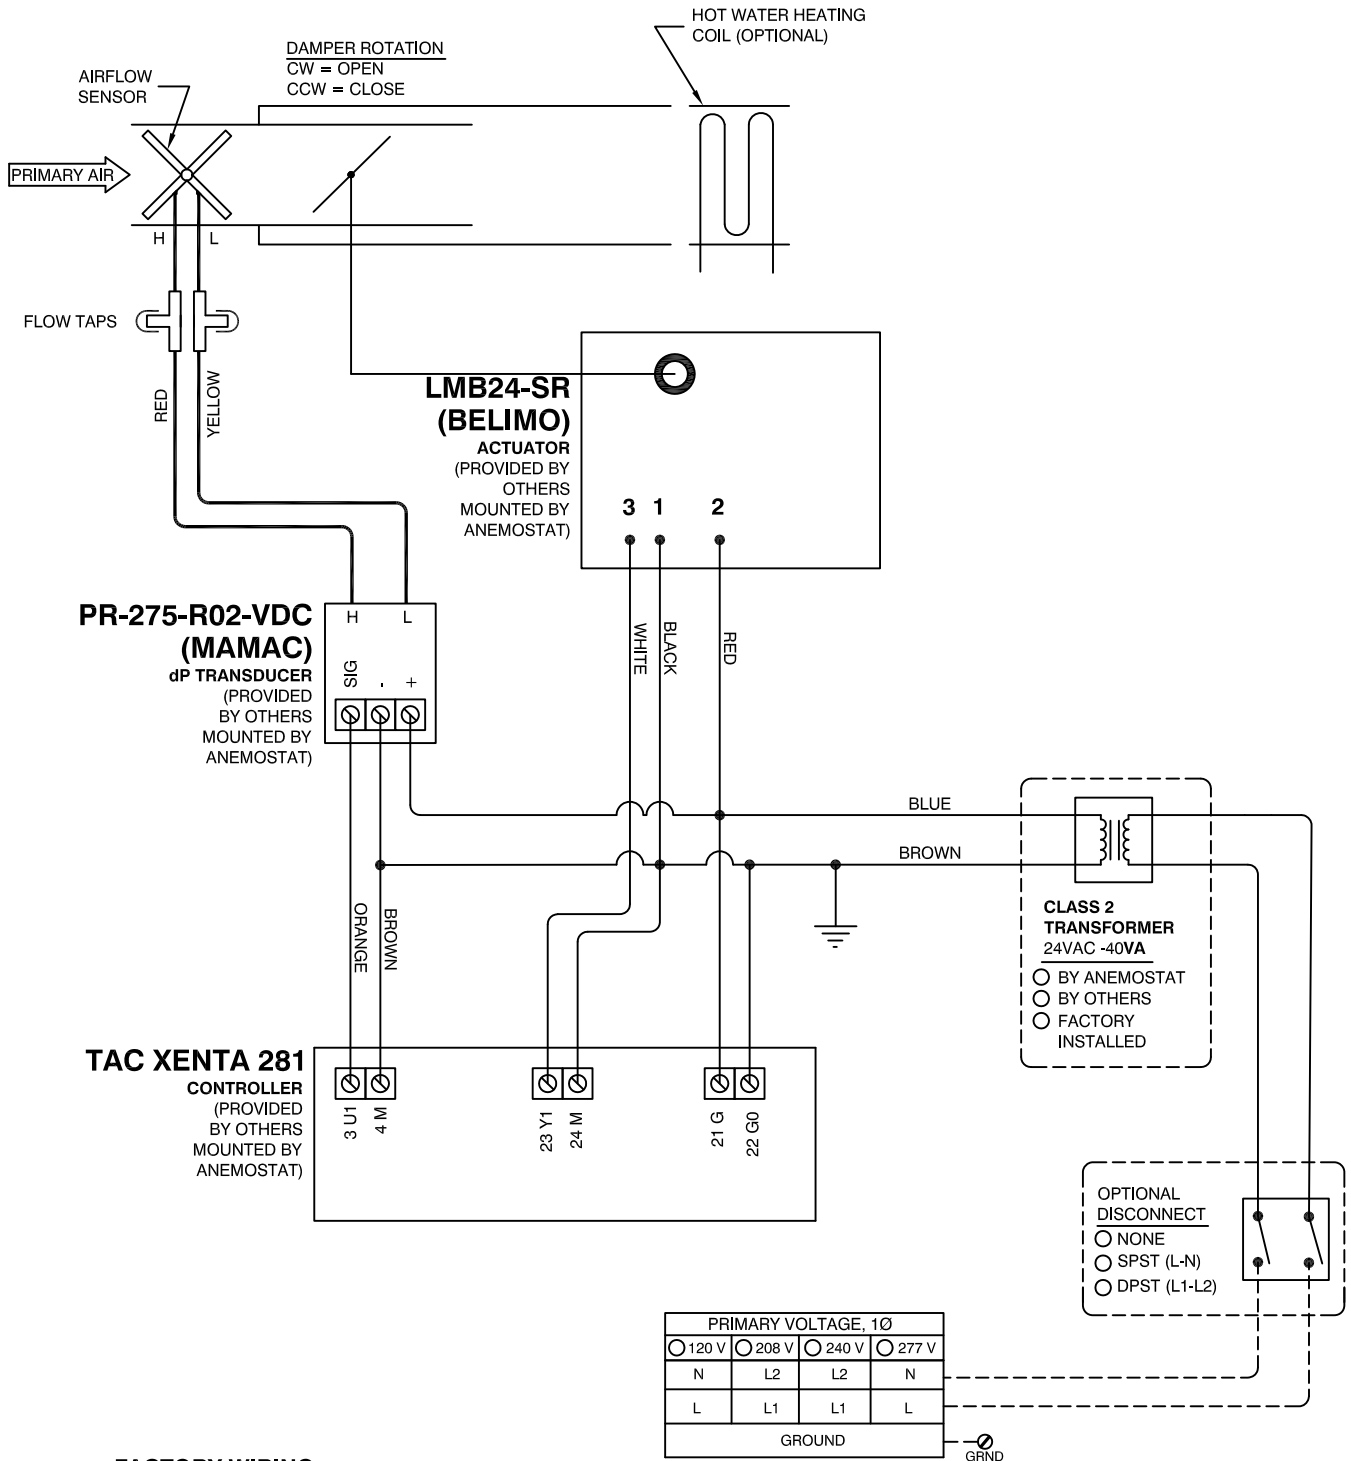 HOT WATER HEATING
COIL (OPTIONAL)
DAMPER ROTATION
CW = OPEN
CCW = CLOSE
AIRFLOW
SENSOR
PRIMARY AIR
H
L
FLOW TAPS
RED
YELLOW
LMB24-SR
(BELIMO)
ACTUATOR
(PROVIDED BY
OTHERS
MOUNTED BY
ANEMOSTAT)
3 1 2
WHITE
BLACK
RED
PR-275-R02-VDC
(MAMAC)
dP TRANSDUCER
(PROVIDED
BY OTHERS
MOUNTED BY
ANEMOSTAT)
H
L
SIG
-
+
BLUE
BROWN
ORANGE
BROWN
CLASS 2
TRANSFORMER
24VAC -40VA
BY ANEMOSTAT
BY OTHERS
FACTORY
INSTALLED
TAC XENTA 281
CONTROLLER
(PROVIDED
BY OTHERS
MOUNTED BY
ANEMOSTAT)
3 U1
4 M
23 Y1
24 M
21 G
22 G0
OPTIONAL
DISCONNECT
NONE
SPST (L-N)
DPST (L1-L2)
PRIMARY VOLTAGE, 1Ø
120 V 208 V 240 V 277 V
N L2 L2 N
L L1 L1 L
GROUND
GRND
FACTORY WIRING